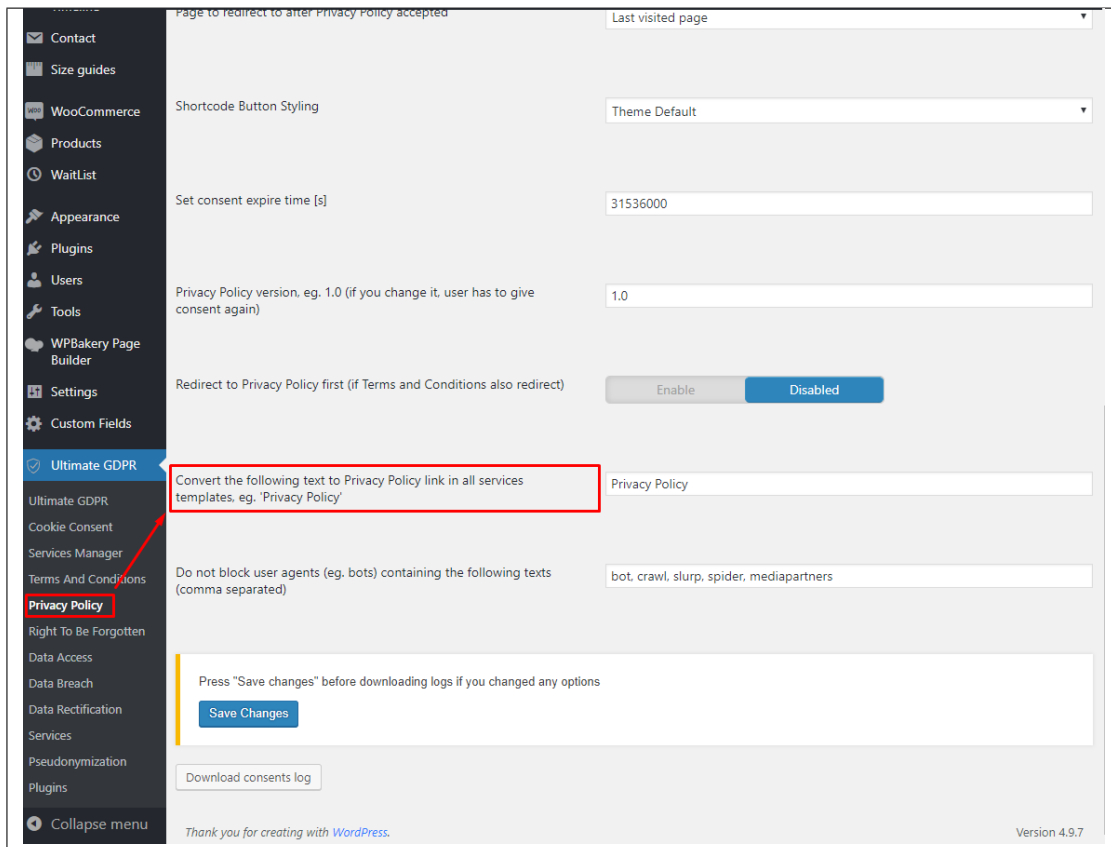 Timeline
Contact
Size guides
WooCommerce
Products
WaitList
Appearance
Plugins
Users
Tools
WPBakery Page
Builder
Settings
Custom Fields
Ultimate GDPR
Ultimate GDPR
Cookie Consent
Services Manager
Terms And Conditions
Privacy Policy
Right To Be Forgotten
Data Access
Data Breach
Data Rectification
Services
Pseudonymization
Plugins
Collapse menu
Page to redirect to after Privacy Policy accepted
Last visited page
Shortcode Button Styling
Theme Default
Set consent expire time [s]
31536000
Privacy Policy version, eg. 1.0 (if you change it, user has to give
consent again)
1.0
Redirect to Privacy Policy first (if Terms and Conditions also redirect)
Enable
Disabled
Convert the following text to Privacy Policy link in all services
templates, eg. 'Privacy Policy'
Privacy Policy
Do not block user agents (eg. bots) containing the following texts
(comma separated)
bot, crawl, slurp, spider, mediapartners
Press "Save changes" before downloading logs if you changed any options
Save Changes
Download consents log
Thank you for creating with WordPress.
Version 4.9.7